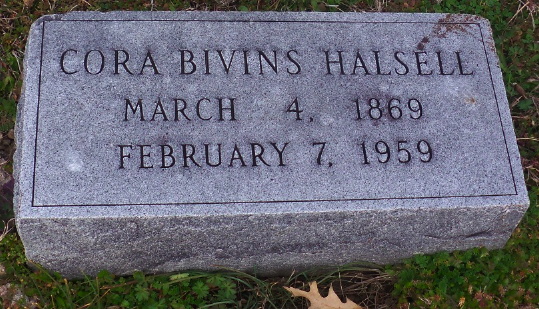 CORA BIVINS HALSELL
MARCH 4, 1869
FEBRUARY 7, 1959